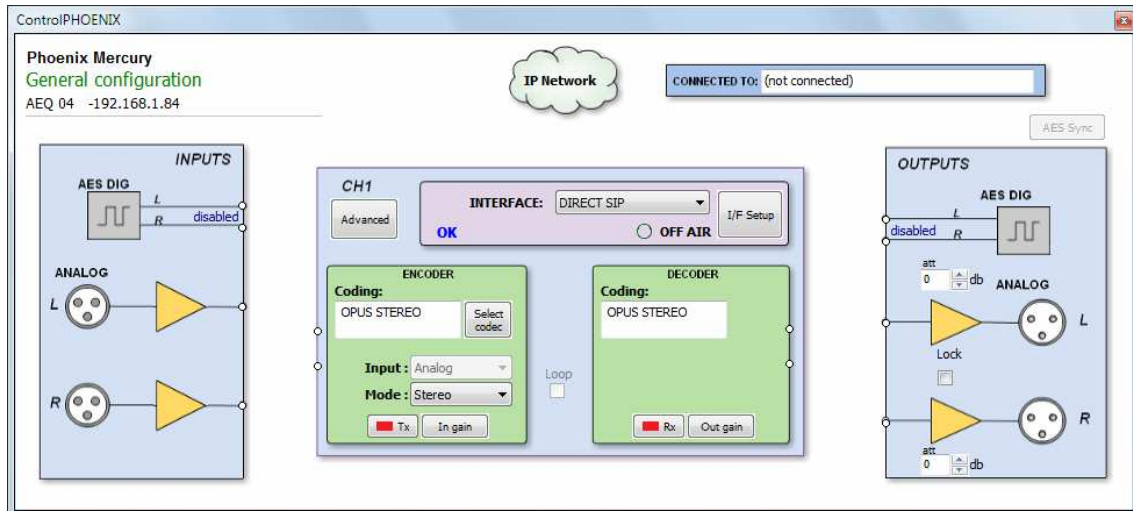 ControlPHOENIX
Phoenix Mercury
General configuration
AEQ 04 -192.168.1.84
IP Network
CONNECTED TO: (not connected)
AES Sync
INPUTS
AES DIG
L
R disabled
ANALOG
L
R
CH1
Advanced
INTERFACE: DIRECT SIP
I/F Setup
OK
OFF AIR
ENCODER
Coding:
OPUS STEREO
Select
codec
Input : Analog
Mode : Stereo
Tx In gain
Loop
DECODER
Coding:
OPUS STEREO
Rx Out gain
OUTPUTS
AES DIG
L
disabled R
att
0 db
ANALOG
L
Lock
R
att
0 db